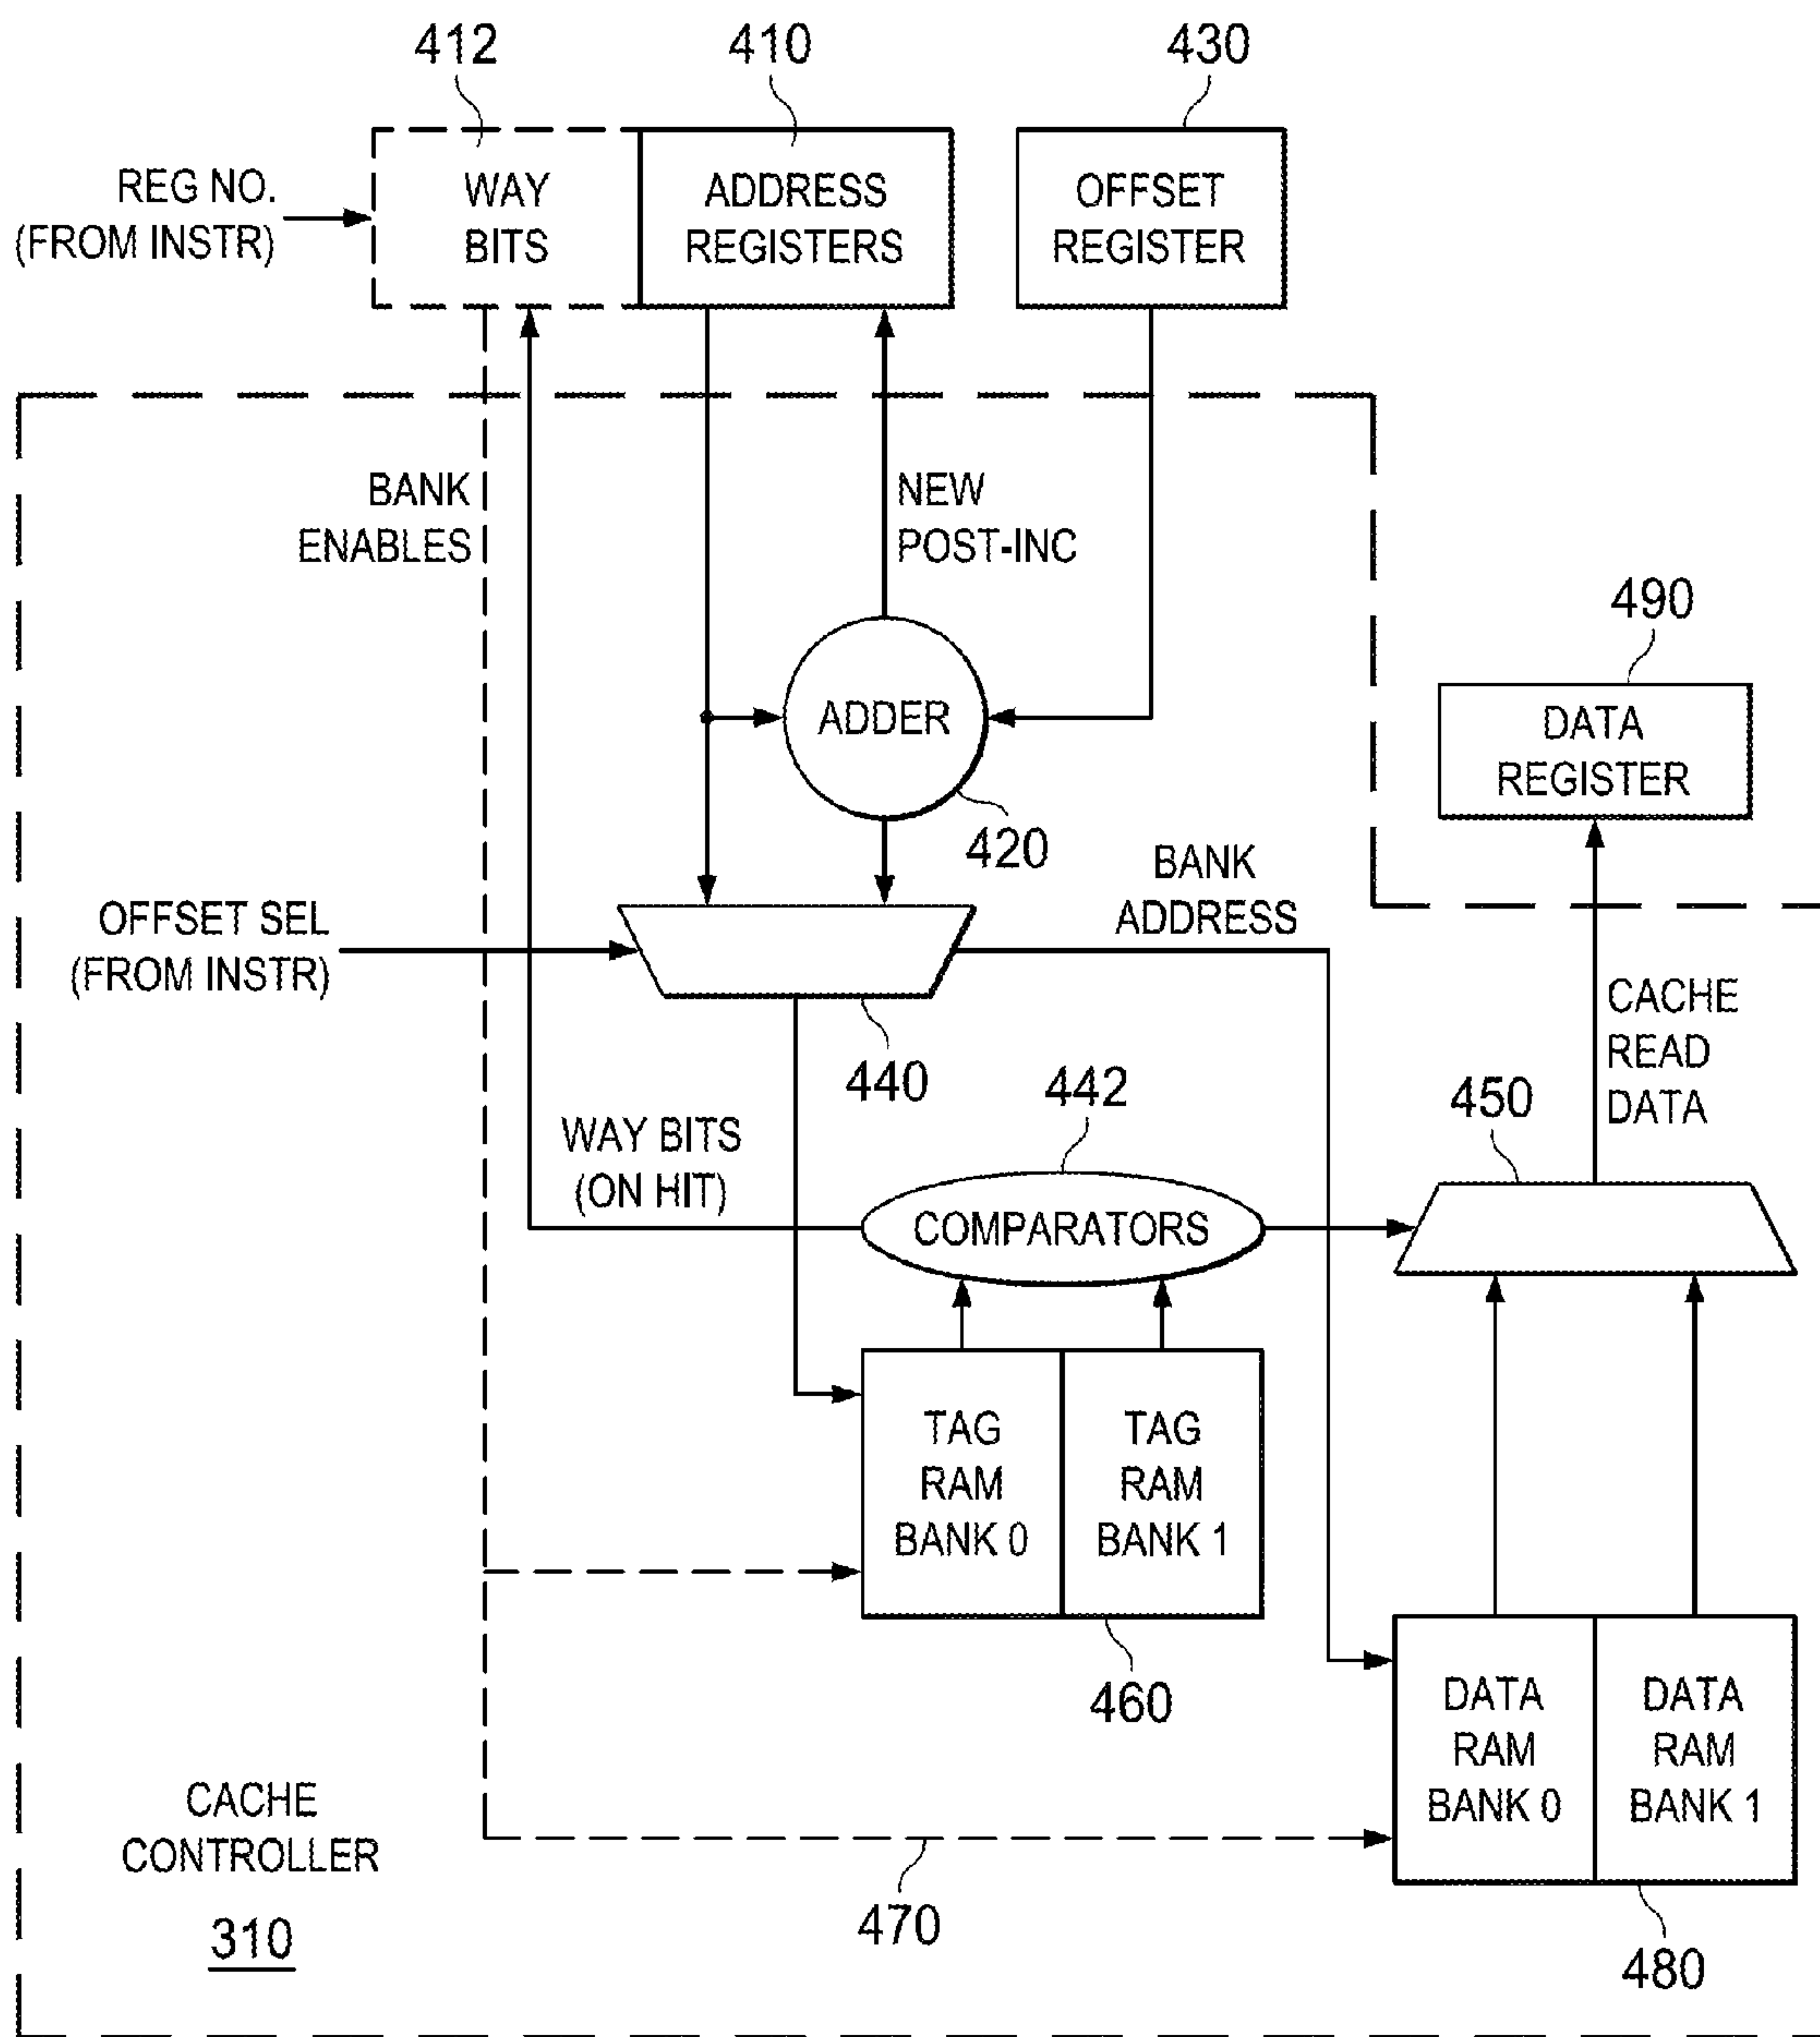 412
410
430
REG NO.
(FROM INSTR)
WAY
BITS
ADDRESS
REGISTERS
OFFSET
REGISTER
BANK
ENABLES
NEW
POST-INC
490
DATA
REGISTER
ADDER
420
BANK
ADDRESS
OFFSET SEL
(FROM INSTR)
440
CACHE
READ
DATA
442
450
WAY BITS
(ON HIT)
COMPARATORS
TAG
RAM
BANK 0
TAG
RAM
BANK 1
460
DATA
RAM
BANK 0
DATA
RAM
BANK 1
CACHE
CONTROLLER
310
470
480